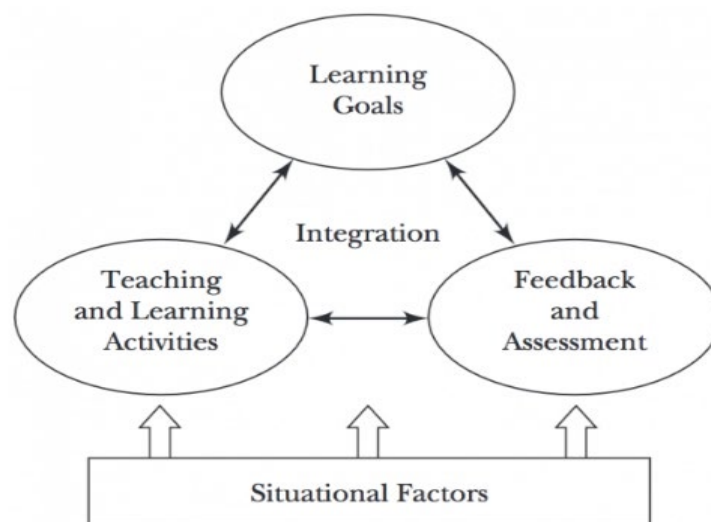 Learning
Goals
Integration
Teaching
and Learning
Activities
Feedback
and
Assessment
Situational Factors